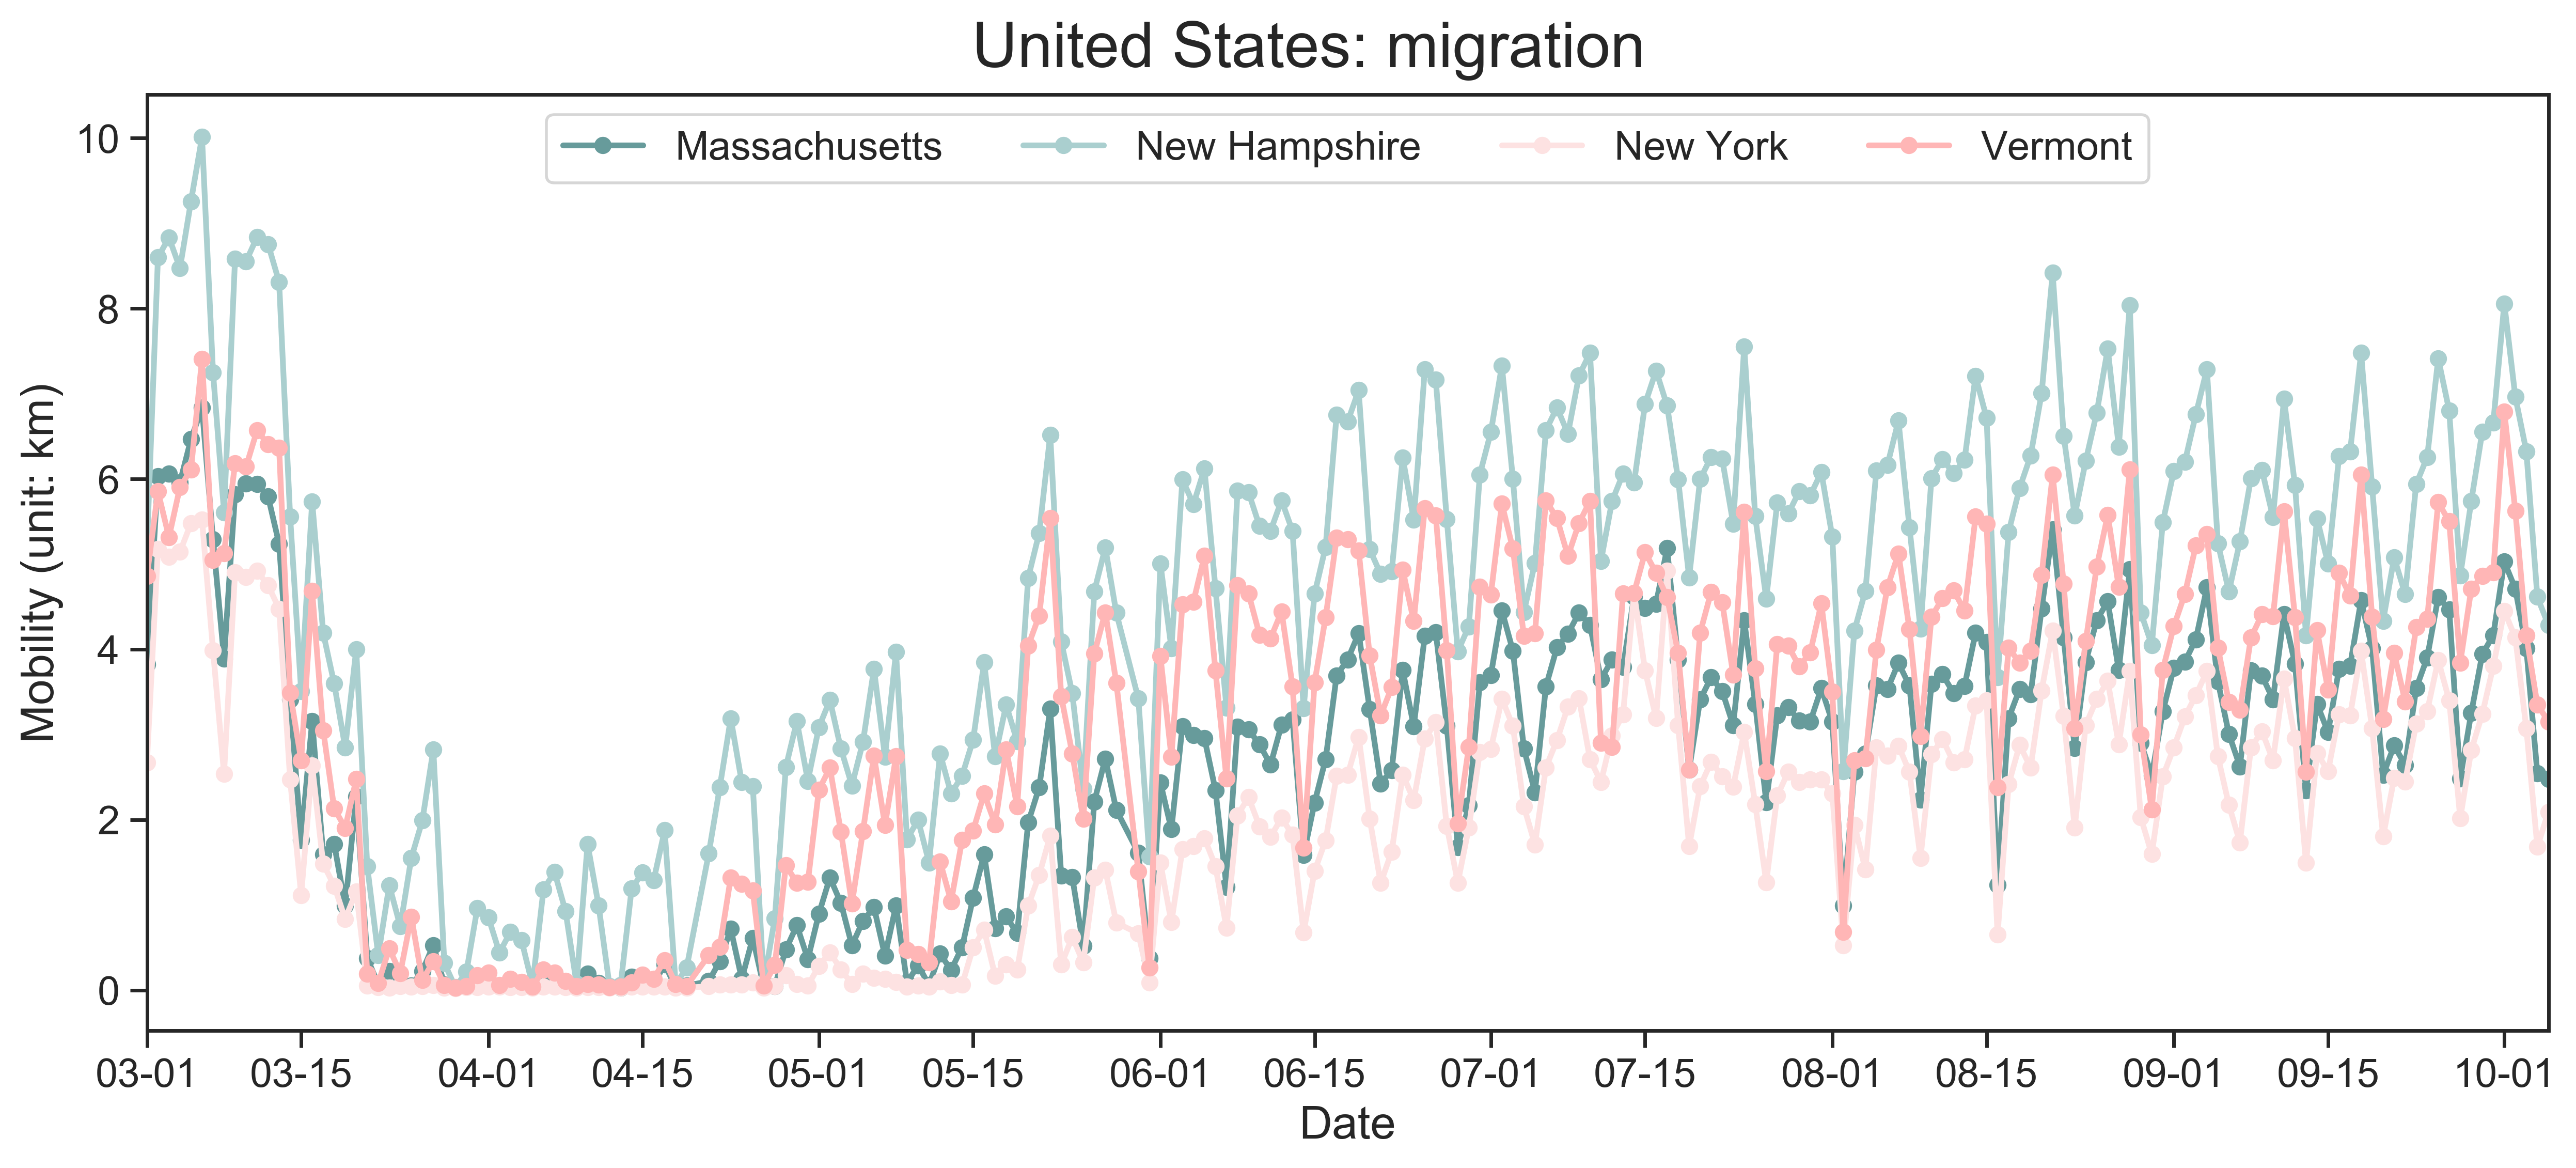 United States: migration
Massachusetts New Hampshire New York Vermont
Mobility (unit: km)
10
8
6
4
2
0
03-01 03-15 04-01 04-15 05-01 05-15 06-01 06-15 07-01 07-15 08-01 08-15 09-01 09-15 10-01
Date